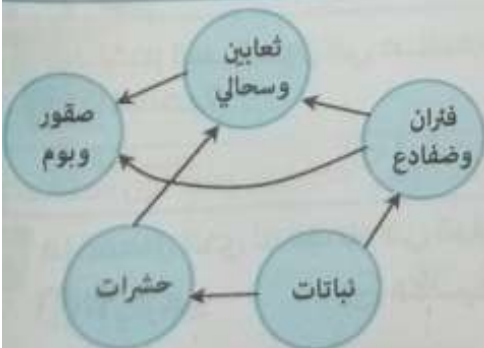 ثعابين
وسحالي
فئران
وضفادع
صقور
وبوم
نباتات
حشرات